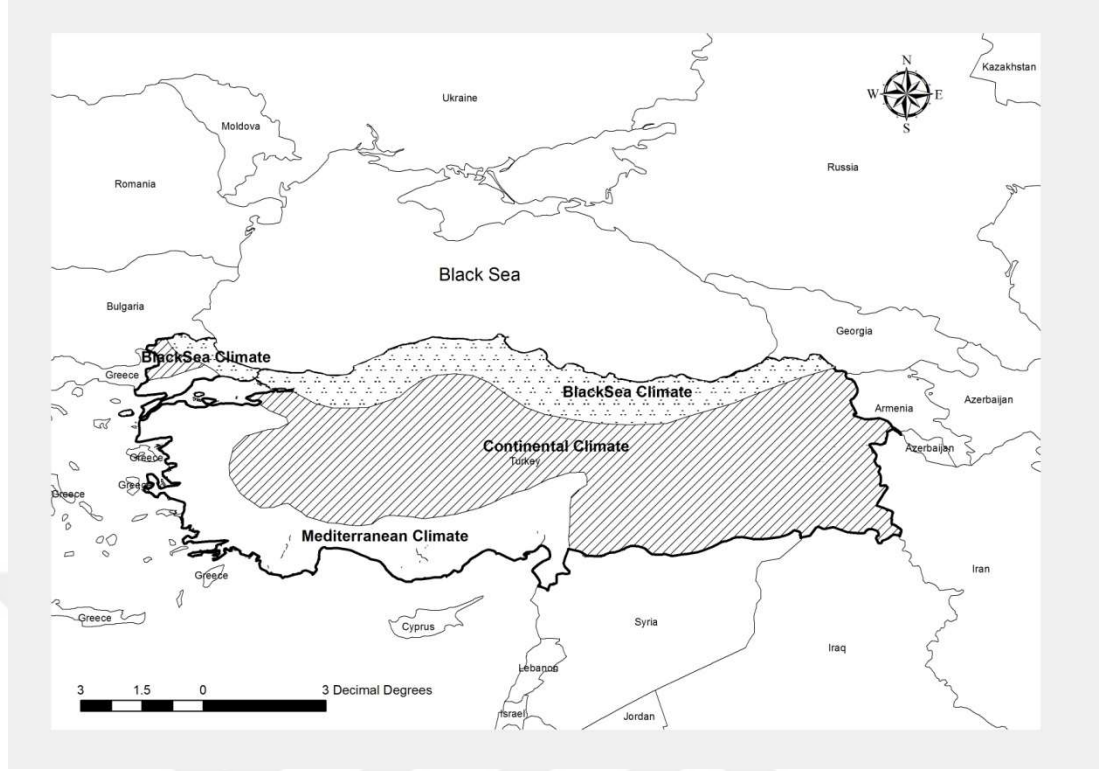 N
Kazakhstan
W
E
Ukraine
S
Moldova
Russia
Romania
Black Sea
Bulgaria
Georgia
BlackSea Climate
Greece
BlackSea Climate
Azerbaijan
Armenia
Continental Climate
Azerbaijan
Greece
Turkey
Greece
Greece
Mediterranean Climate
Iran
Greece
Greece
Syria
Cyprus
Iraq
Lebanon
3 1.5 0 3 Decimal Degrees
Israel
Jordan